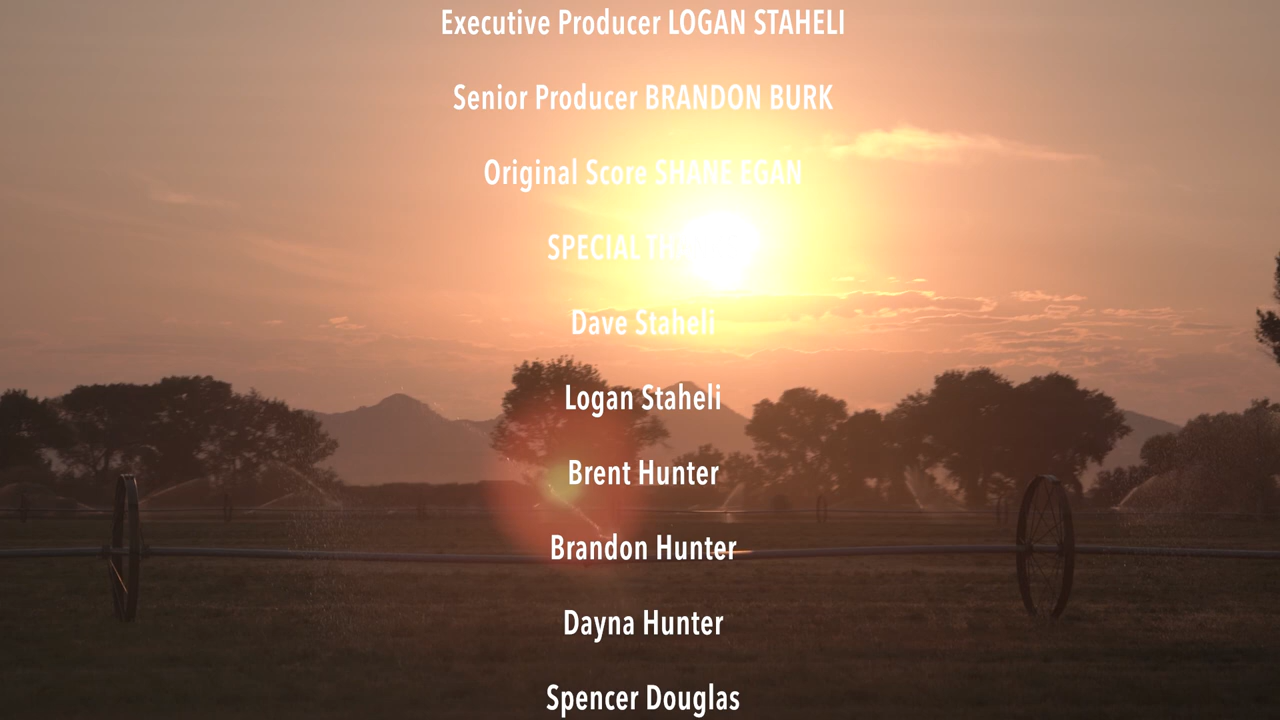 Executive Producer LOGAN STAHELI
Senior Producer BRANDON BURK
Original Score SHANE EGAN
SPECIAL
Dave Staheli
Logan Staheli
Brent Hunter
Brandon Hunter
Dayna Hunter
Spencer Douglas